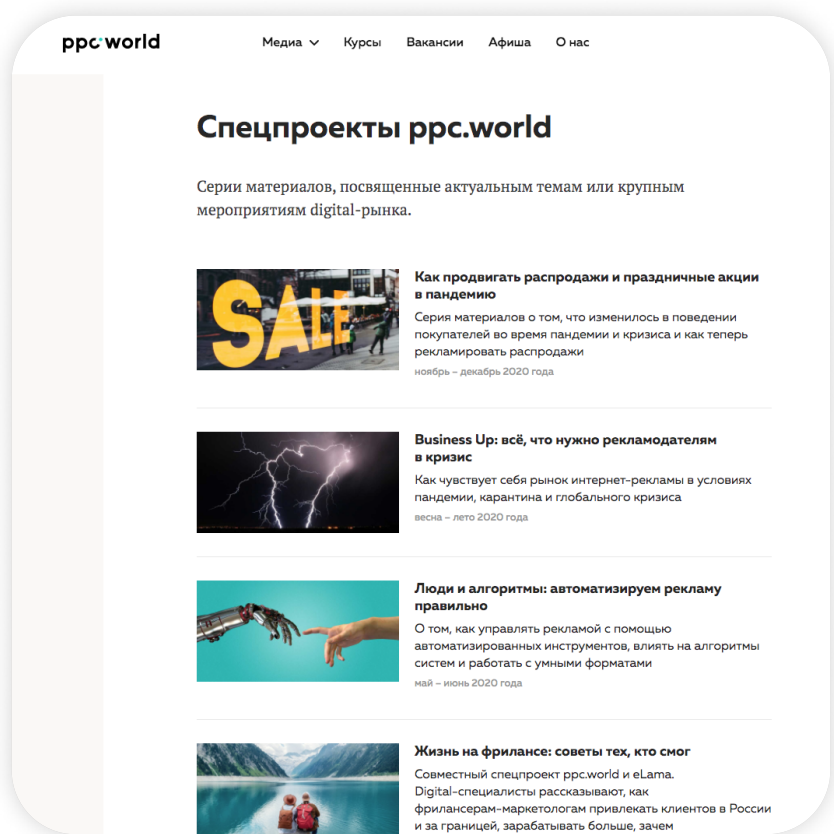 ppc world
Медиа Курсы Вакансии Афиша О нас
Спецпроекты ppc.world
Серии материалов, посвященные актуальным темам или крупным
мероприятиям digital-рынка.
SALE
Как продвигать распродажи и праздничные акции
в пандемию
Серия материалов о том, что изменилось в поведении
покупателей во время пандемии и кризиса и как теперь
рекламировать распродажи
ноябрь – декабрь 2020 года
Business Up: всё, что нужно рекламодателям
в кризис
Как чувствует себя рынок интернет-рекламы в условиях
пандемии, карантина и глобального кризиса
весна – лето 2020 года
Люди и алгоритмы: автоматизируем рекламу
правильно
О том, как управлять рекламой с помощью
автоматизированных инструментов, влиять на алгоритмы
систем и работать с умными форматами
май – июнь 2020 года
Жизнь на фрилансе: советы тех, кто смог
Совместный спецпроект ppc.world и eLama.
Digital-специалисты рассказывают, как
фрилансерам-маркетологам привлекать клиентов в России
и за границей, зарабатывать больше, зачем